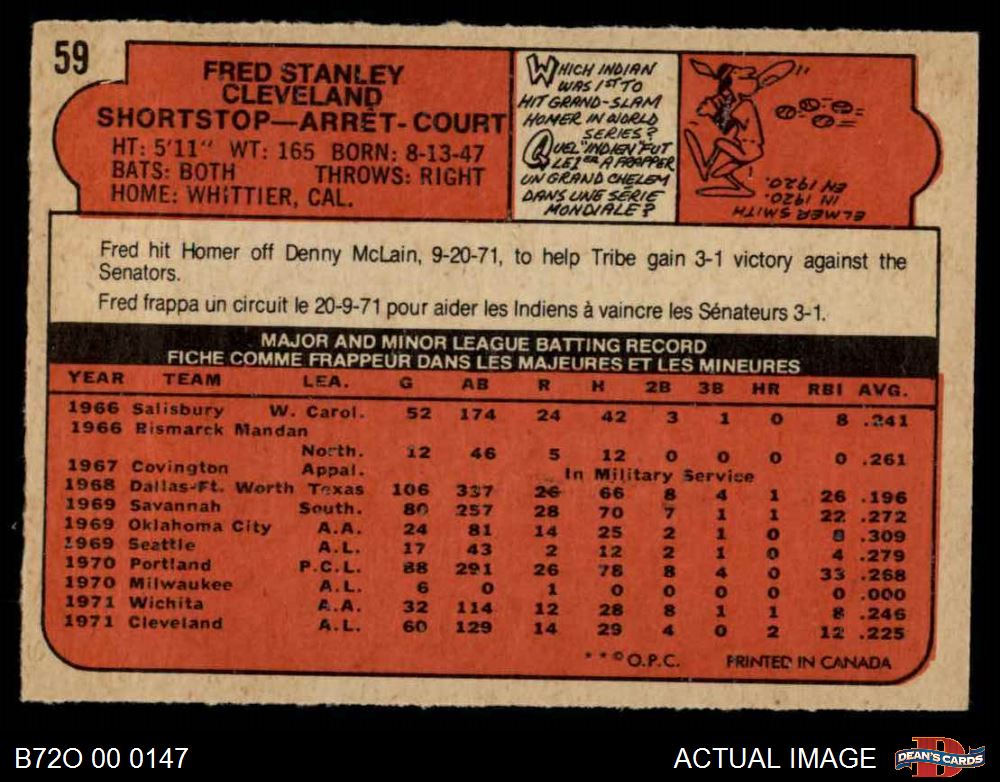 59
FRED STANLEY
CLEVELAND
SHORTSTOP—ARRÊT-COURT
HT: 5'11" WT: 165 BORN: 8-13-47
BATS: BOTH THROWS: RIGHT
HOME: WHITTIER, CAL.
WHICH INDIAN
WAS 1ST TO
HIT GRAND-SLAM
HOMER IN WORLD
SERIES?
QUEL "INDIEN" FUT
LE 1er À FRAPPER
UN GRAND CHELEM
DANS UNE SÉRIE
MONDIALE?
ELMER SMITH
IN 1920.
EN 1920.
Fred hit Homer off Denny McLain, 9-20-71, to help Tribe gain 3-1 victory against the
Senators.
Fred frappa un circuit le 20-9-71 pour aider les Indiens à vaincre les Sénateurs 3-1.
MAJOR AND MINOR LEAGUE BATTING RECORD
FICHE COMME FRAPPEUR DANS LES MAJEURES ET LES MINEURES
YEAR TEAM LEA. G AB R H 2B 3B HR RBI AVG.
1966 Salisbury W. Carol. 52 174 24 42 3 1 0 8 .241
1966 Bismarck Mandan
North. 12 46 5 12 0 0 0 0 .261
1967 Covington Appal. In Military Service
1968 Dallas-Ft. Worth Texas 106 337 26 66 8 4 1 26 .196
1969 Savannah South. 80 257 28 70 7 1 1 22 .272
1969 Oklahoma City A.A. 24 81 14 25 2 1 0 8 .309
1969 Seattle A.L. 17 43 2 12 2 1 0 4 .279
1970 Portland P.C.L. 88 291 26 78 8 4 0 33 .268
1970 Milwaukee A.L. 6 0 1 0 0 0 0 0 .000
1971 Wichita A.A. 32 114 12 28 8 1 1 8 .246
1971 Cleveland A.L. 60 129 14 29 4 0 2 12 .225
**©O.P.C. PRINTED IN CANADA
B72O 00 0147
ACTUAL IMAGE
DEAN'S CARDS